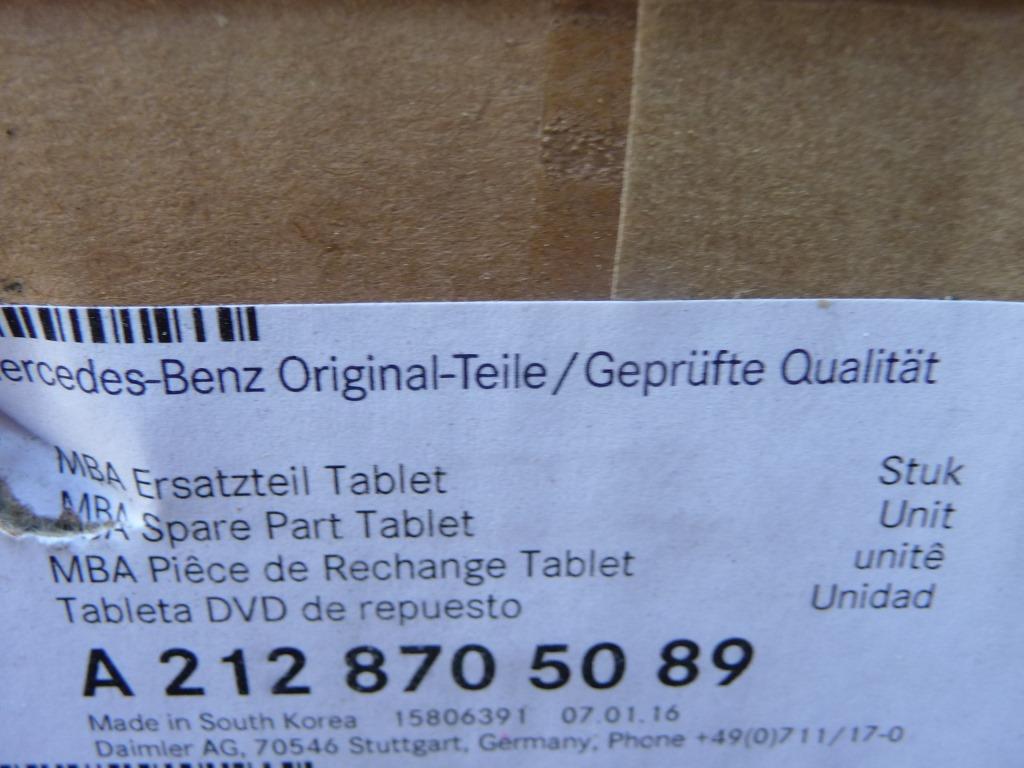 ercedes-Benz Original-Teile/Geprüfte Qualität
MBA Ersatzteil Tablet Stuk
MBA Spare Part Tablet Unit
MBA Pièce de Rechange Tablet unitê
Tableta DVD de repuesto Unidad
A 212 870 50 89
Made in South Korea 15806391 07.01.16
Daimler AG, 70546 Stuttgart, Germany, Phone +49(0)711/17-0